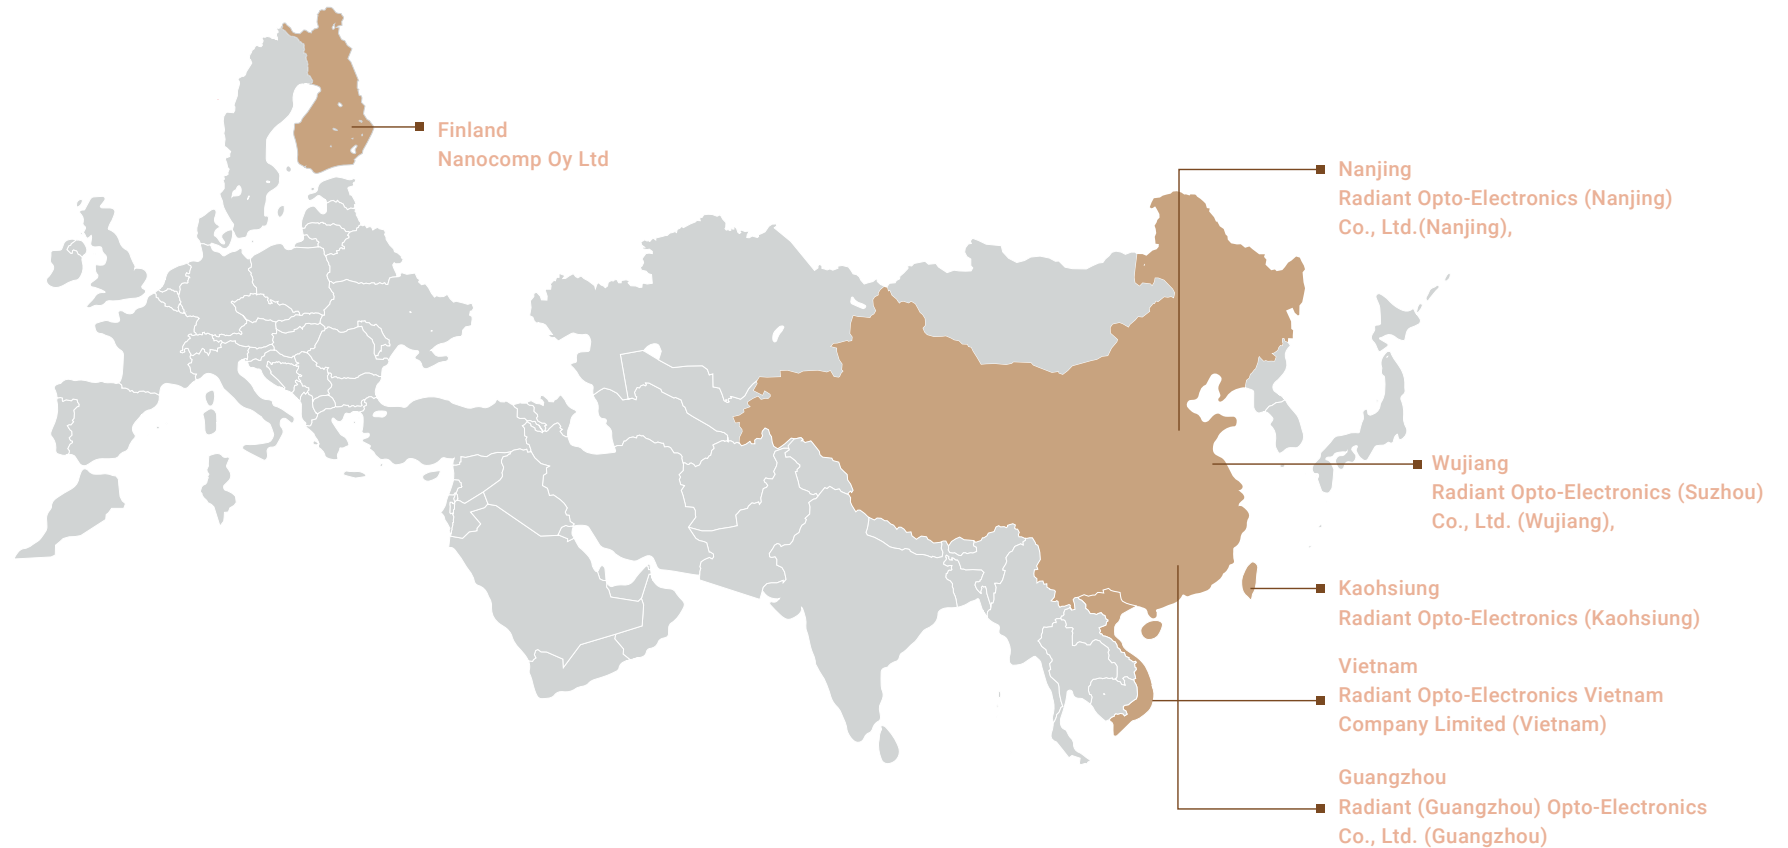 Finland
Nanocomp Oy Ltd
Nanjing
Radiant Opto-Electronics (Nanjing)
Co., Ltd.(Nanjing),
Wujiang
Radiant Opto-Electronics (Suzhou)
Co., Ltd. (Wujiang),
Kaohsiung
Radiant Opto-Electronics (Kaohsiung)
Vietnam
Radiant Opto-Electronics Vietnam
Company Limited (Vietnam)
Guangzhou
Radiant (Guangzhou) Opto-Electronics
Co., Ltd. (Guangzhou)